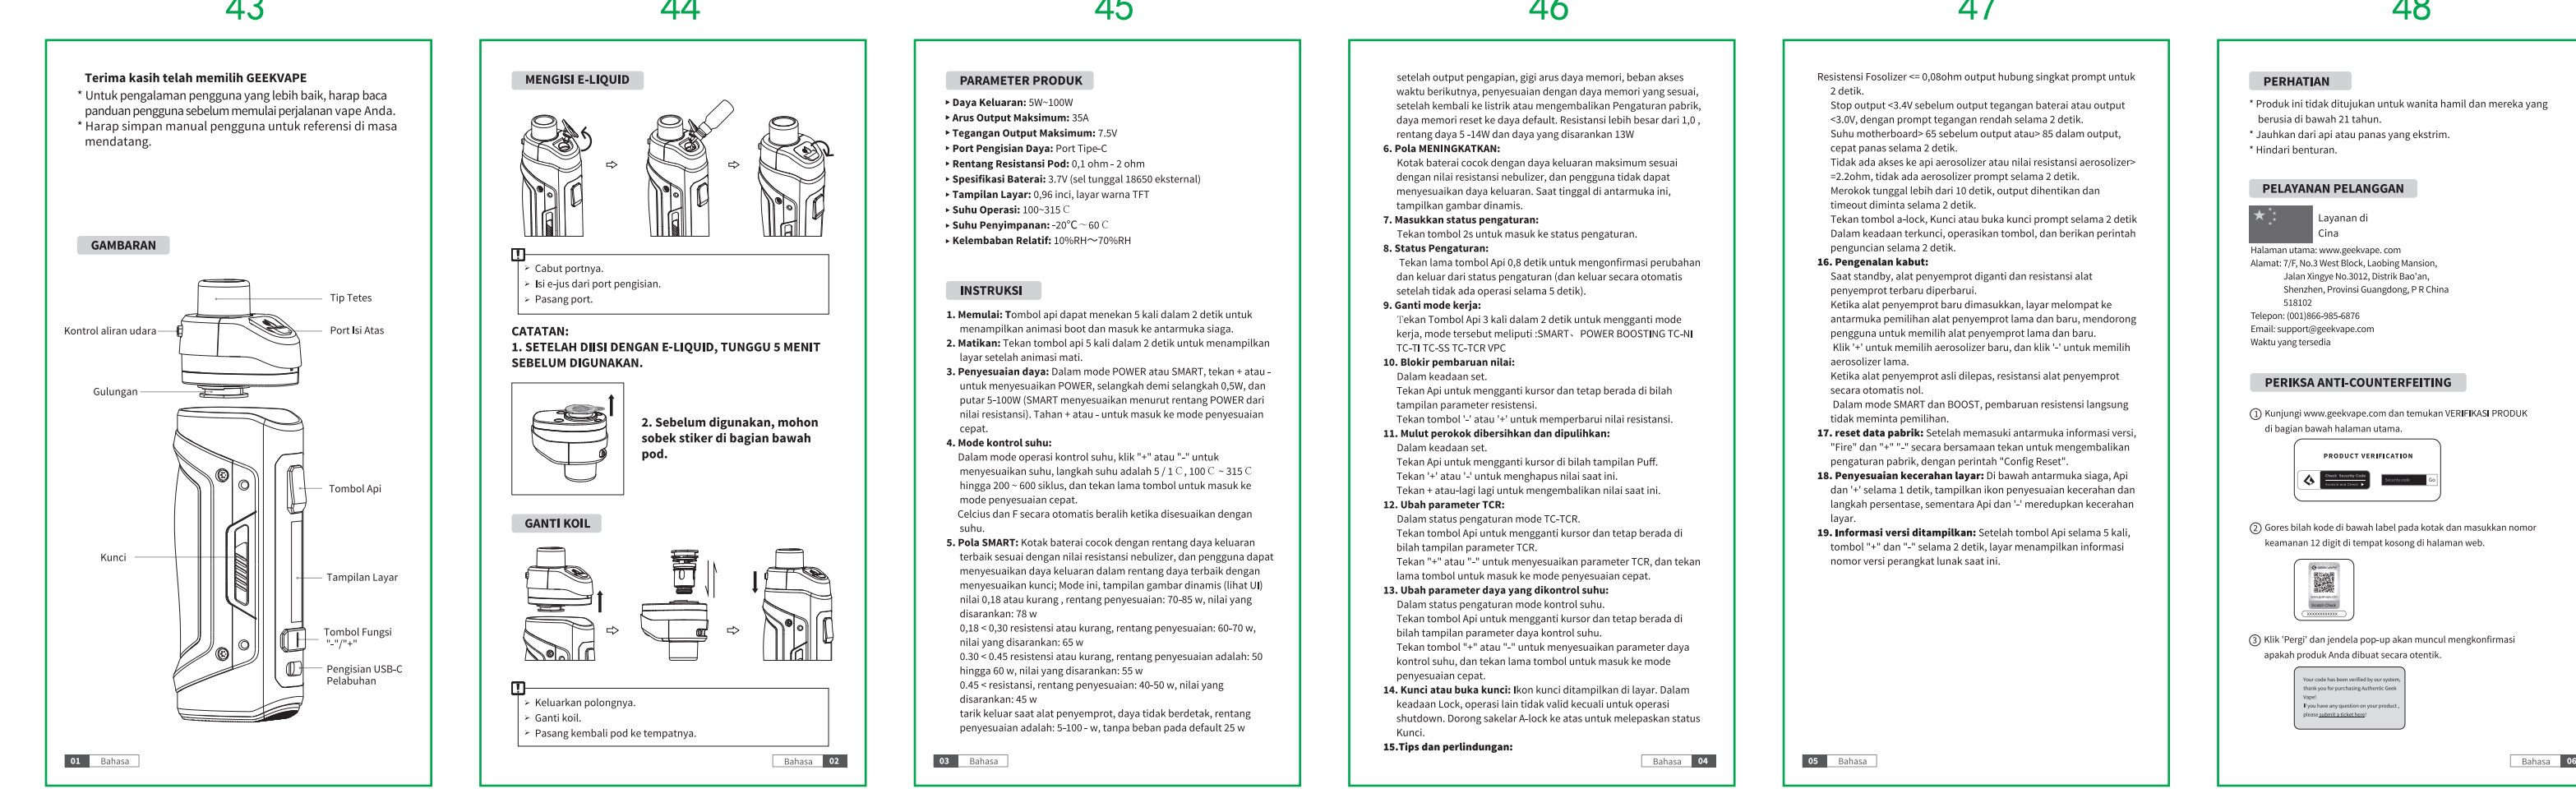 43
44
45
46
47
48
Terima kasih telah memilih GEEKVAPE
* Untuk pengalaman pengguna yang lebih baik, harap baca
panduan pengguna sebelum memulai perjalanan vape Anda.
* Harap simpan manual pengguna untuk referensi di masa
mendatang.
GAMBARAN
Tip Tetes
Kontrol aliran udara
Port Isi Atas
Gulungan
Tombol Api
Kunci
Tampilan Layar
Tombol Fungsi
"-"/"+"
Pengisian USB-C
Pelabuhan
01 Bahasa
MENGISI E-LIQUID
➢ Cabut portnya.
➢ Isi e-jus dari port pengisian.
➢ Pasang port.
CATATAN:
1. SETELAH DIISI DENGAN E-LIQUID, TUNGGU 5 MENIT
SEBELUM DIGUNAKAN.
2. Sebelum digunakan, mohon
sobek stiker di bagian bawah
pod.
GANTI KOIL
➢ Keluarkan polongnya.
➢ Ganti koil.
➢ Pasang kembali pod ke tempatnya.
Bahasa 02
PARAMETER PRODUK
▸ Daya Keluaran: 5W~100W
▸ Arus Output Maksimum: 35A
▸ Tegangan Output Maksimum: 7.5V
▸ Port Pengisian Daya: Port Tipe-C
▸ Rentang Resistansi Pod: 0,1 ohm - 2 ohm
▸ Spesifikasi Baterai: 3.7V (sel tunggal 18650 eksternal)
▸ Tampilan Layar: 0,96 inci, layar warna TFT
▸ Suhu Operasi: 100~315 C
▸ Suhu Penyimpanan: -20℃ ~ 60 C
▸ Kelembaban Relatif: 10%RH～70%RH
INSTRUKSI
1. Memulai: Tombol api dapat menekan 5 kali dalam 2 detik untuk
menampilkan animasi boot dan masuk ke antarmuka siaga.
2. Matikan: Tekan tombol api 5 kali dalam 2 detik untuk menampilkan
layar setelah animasi mati.
3. Penyesuaian daya: Dalam mode POWER atau SMART, tekan + atau -
untuk menyesuaikan POWER, selangkah demi selangkah 0,5W, dan
putar 5-100W (SMART menyesuaikan menurut rentang POWER dari
nilai resistansi). Tahan + atau - untuk masuk ke mode penyesuaian
cepat.
4. Mode kontrol suhu:
Dalam mode operasi kontrol suhu, klik "+" atau "-" untuk
menyesuaikan suhu, langkah suhu adalah 5 / 1 C , 100 C ~ 315 C
hingga 200 ~ 600 siklus, dan tekan lama tombol untuk masuk ke
mode penyesuaian cepat.
Celcius dan F secara otomatis beralih ketika disesuaikan dengan
suhu.
5. Pola SMART: Kotak baterai cocok dengan rentang daya keluaran
terbaik sesuai dengan nilai resistansi nebulizer, dan pengguna dapat
menyesuaikan daya keluaran dalam rentang daya terbaik dengan
menyesuaikan kunci; Mode ini, tampilan gambar dinamis (lihat UI)
nilai 0,18 atau kurang , rentang penyesuaian: 70-85 w, nilai yang
disarankan: 78 w
0,18 < 0,30 resistensi atau kurang, rentang penyesuaian: 60-70 w,
nilai yang disarankan: 65 w
0.30 < 0.45 resistensi atau kurang, rentang penyesuaian adalah: 50
hingga 60 w, nilai yang disarankan: 55 w
0.45 < resistansi, rentang penyesuaian: 40-50 w, nilai yang
disarankan: 45 w
tarik keluar saat alat penyemprot, daya tidak berdetak, rentang
penyesuaian adalah: 5-100 - w, tanpa beban pada default 25 w
03 Bahasa
setelah output pengapian, gigi arus daya memori, beban akses
waktu berikutnya, penyesuaian dengan daya memori yang sesuai,
setelah kembali ke listrik atau mengembalikan Pengaturan pabrik,
daya memori reset ke daya default. Resistansi lebih besar dari 1,0 ,
rentang daya 5 -14W dan daya yang disarankan 13W
6. Pola MENINGKATKAN:
Kotak baterai cocok dengan daya keluaran maksimum sesuai
dengan nilai resistansi nebulizer, dan pengguna tidak dapat
menyesuaikan daya keluaran. Saat tinggal di antarmuka ini,
tampilkan gambar dinamis.
7. Masukkan status pengaturan:
Tekan tombol 2s untuk masuk ke status pengaturan.
8. Status Pengaturan:
Tekan lama tombol Api 0,8 detik untuk mengonfirmasi perubahan
dan keluar dari status pengaturan (dan keluar secara otomatis
setelah tidak ada operasi selama 5 detik).
9. Ganti mode kerja:
Tekan Tombol Api 3 kali dalam 2 detik untuk mengganti mode
kerja, mode tersebut meliputi :SMART、 POWER BOOSTING TC-NI
TC-TI TC-SS TC-TCR VPC
10. Blokir pembaruan nilai:
Dalam keadaan set.
Tekan Api untuk mengganti kursor dan tetap berada di bilah
tampilan parameter resistensi.
Tekan tombol '-' atau '+' untuk memperbarui nilai resistansi.
11. Mulut perokok dibersihkan dan dipulihkan:
Dalam keadaan set.
Tekan Api untuk mengganti kursor di bilah tampilan Puff.
Tekan '+' atau '-' untuk menghapus nilai saat ini.
Tekan + atau-lagi lagi untuk mengembalikan nilai saat ini.
12. Ubah parameter TCR:
Dalam status pengaturan mode TC-TCR.
Tekan tombol Api untuk mengganti kursor dan tetap berada di
bilah tampilan parameter TCR.
Tekan "+" atau "-" untuk menyesuaikan parameter TCR, dan tekan
lama tombol untuk masuk ke mode penyesuaian cepat.
13. Ubah parameter daya yang dikontrol suhu:
Dalam status pengaturan mode kontrol suhu.
Tekan tombol Api untuk mengganti kursor dan tetap berada di
bilah tampilan parameter daya kontrol suhu.
Tekan tombol "+" atau "-" untuk menyesuaikan parameter daya
kontrol suhu, dan tekan lama tombol untuk masuk ke mode
penyesuaian cepat.
14. Kunci atau buka kunci: Ikon kunci ditampilkan di layar. Dalam
keadaan Lock, operasi lain tidak valid kecuali untuk operasi
shutdown. Dorong sakelar A-lock ke atas untuk melepaskan status
Kunci.
15.Tips dan perlindungan:
Bahasa 04
Resistensi Fosolizer <= 0,08ohm output hubung singkat prompt untuk
2 detik.
Stop output <3.4V sebelum output tegangan baterai atau output
<3.0V, dengan prompt tegangan rendah selama 2 detik.
Suhu motherboard> 65 sebelum output atau> 85 dalam output,
cepat panas selama 2 detik.
Tidak ada akses ke api aerosolizer atau nilai resistansi aerosolizer>
=2.2ohm, tidak ada aerosolizer prompt selama 2 detik.
Merokok tunggal lebih dari 10 detik, output dihentikan dan
timeout diminta selama 2 detik.
Tekan tombol a-lock, Kunci atau buka kunci prompt selama 2 detik
Dalam keadaan terkunci, operasikan tombol, dan berikan perintah
penguncian selama 2 detik.
16. Pengenalan kabut:
Saat standby, alat penyemprot diganti dan resistansi alat
penyemprot terbaru diperbarui.
Ketika alat penyemprot baru dimasukkan, layar melompat ke
antarmuka pemilihan alat penyemprot lama dan baru, mendorong
pengguna untuk memilih alat penyemprot lama dan baru.
Klik '+' untuk memilih aerosolizer baru, dan klik '-' untuk memilih
aerosolizer lama.
Ketika alat penyemprot asli dilepas, resistansi alat penyemprot
secara otomatis nol.
Dalam mode SMART dan BOOST, pembaruan resistensi langsung
tidak meminta pemilihan.
17. reset data pabrik: Setelah memasuki antarmuka informasi versi,
"Fire" dan "+" "-" secara bersamaan tekan untuk mengembalikan
pengaturan pabrik, dengan perintah "Config Reset".
18. Penyesuaian kecerahan layar: Di bawah antarmuka siaga, Api
dan '+' selama 1 detik, tampilkan ikon penyesuaian kecerahan dan
langkah persentase, sementara Api dan '-' meredupkan kecerahan
layar.
19. Informasi versi ditampilkan: Setelah tombol Api selama 5 kali,
tombol "+" dan "-" selama 2 detik, layar menampilkan informasi
nomor versi perangkat lunak saat ini.
05 Bahasa
PERHATIAN
* Produk ini tidak ditujukan untuk wanita hamil dan mereka yang
berusia di bawah 21 tahun.
* Jauhkan dari api atau panas yang ekstrim.
* Hindari benturan.
PELAYANAN PELANGGAN
Layanan di
Cina
Halaman utama: www.geekvape. com
Alamat: 7/F, No.3 West Block, Laobing Mansion,
Jalan Xingye No.3012, Distrik Bao'an,
Shenzhen, Provinsi Guangdong, P R China
518102
Telepon: (001)866-985-6876
Email: support@geekvape.com
Waktu yang tersedia
PERIKSA ANTI-COUNTERFEITING
① Kunjungi www.geekvape.com dan temukan VERIFIKASI PRODUK
di bagian bawah halaman utama.
PRODUCT VERIFICATION
Check Security Code
Security code
Go
② Gores bilah kode di bawah label pada kotak dan masukkan nomor
keamanan 12 digit di tempat kosong di halaman web.
Scratch Check
③ Klik 'Pergi' dan jendela pop-up akan muncul mengkonfirmasi
apakah produk Anda dibuat secara otentik.
Your code has been verified by our system,
thank you for purchasing Authentic Geek
Vape!
If you have any question on your product ,
please submit a ticket here!
Bahasa 06